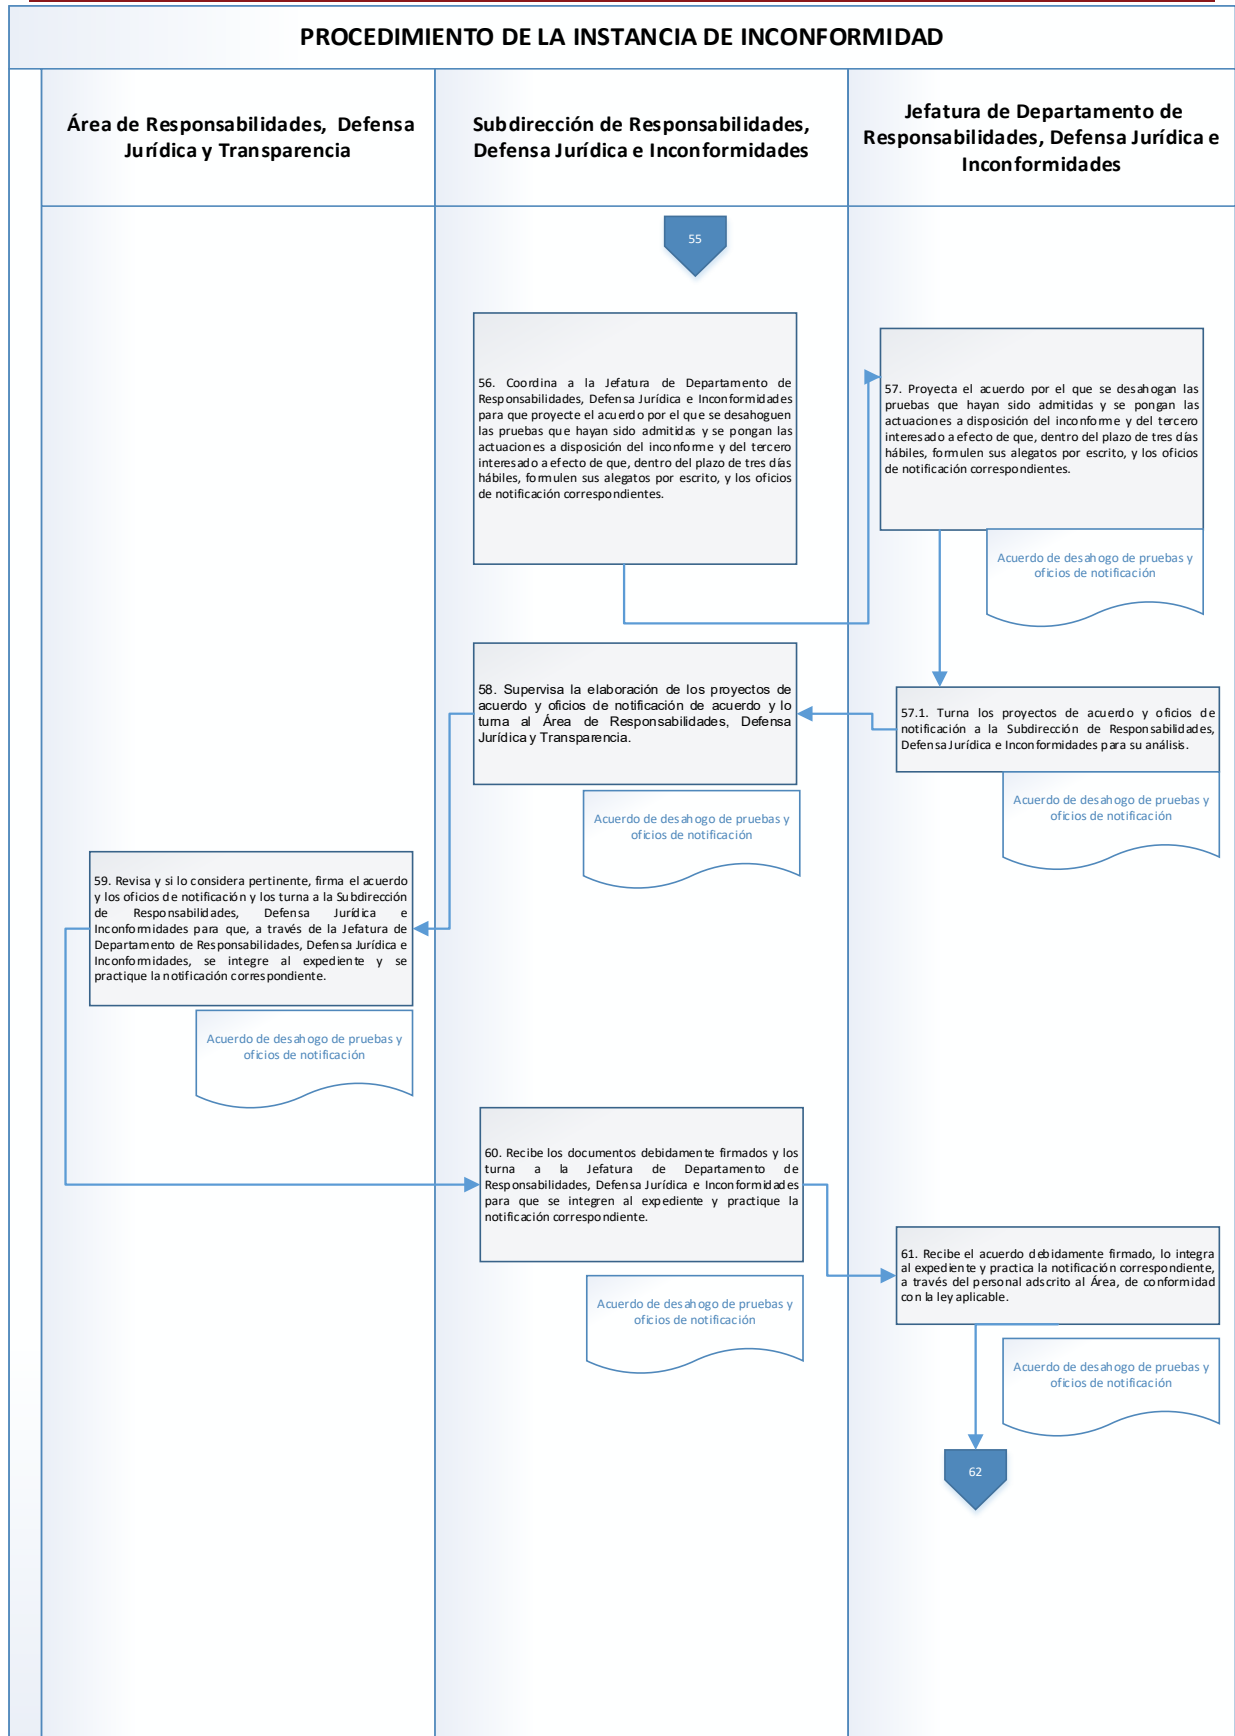 PROCEDIMIENTO DE LA INSTANCIA DE INCONFORMIDAD
Área de Responsabilidades, Defensa
Jurídica y Transparencia
Subdirección de Responsabilidades,
Defensa Jurídica e Inconformidades
Jefatura de Departamento de
Responsabilidades, Defensa Jurídica e
Inconformidades
55
56. Coordina a la Jefatura de Departamento de
Responsabilidades, Defensa Jurídica e Inconformidades
para que proyecte el acuerdo por el que se desahoguen
las pruebas que hayan sido admitidas y se pongan las
actuaciones a disposición del inconforme y del tercero
interesado a efecto de que, dentro del plazo de tres días
hábiles, formulen sus alegatos por escrito, y los oficios
de notificación correspondientes.
57. Proyecta el acuerdo por el que se desahogan las
pruebas que hayan sido admitidas y se pongan las
actuaciones a disposición del inconforme y del tercero
interesado a efecto de que, dentro del plazo de tres días
hábiles, formulen sus alegatos por escrito, y los oficios
de notificación correspondientes.
Acuerdo de desahogo de pruebas y
oficios de notificación
57.1. Turna los proyectos de acuerdo y oficios de
notificación a la Subdirección de Responsabilidades,
Defensa Jurídica e Inconformidades para su análisis.
Acuerdo de desahogo de pruebas y
oficios de notificación
58. Supervisa la elaboración de los proyectos de
acuerdo y oficios de notificación de acuerdo y lo
turna al Área de Responsabilidades, Defensa
Jurídica y Transparencia.
Acuerdo de desahogo de pruebas y
oficios de notificación
59. Revisa y si lo considera pertinente, firma el acuerdo
y los oficios de notificación y los turna a la Subdirección
de Responsabilidades, Defensa Jurídica e
Inconformidades para que, a través de la Jefatura de
Departamento de Responsabilidades, Defensa Jurídica e
Inconformidades, se integre al expediente y se
practique la notificación correspondiente.
Acuerdo de desahogo de pruebas y
oficios de notificación
60. Recibe los documentos debidamente firmados y los
turna a la Jefatura de Departamento de
Responsabilidades, Defensa Jurídica e Inconformidades
para que se integren al expediente y practique la
notificación correspondiente.
Acuerdo de desahogo de pruebas y
oficios de notificación
61. Recibe el acuerdo debidamente firmado, lo integra
al expediente y practica la notificación correspondiente,
a través del personal adscrito al Área, de conformidad
con la ley aplicable.
Acuerdo de desahogo de pruebas y
oficios de notificación
62